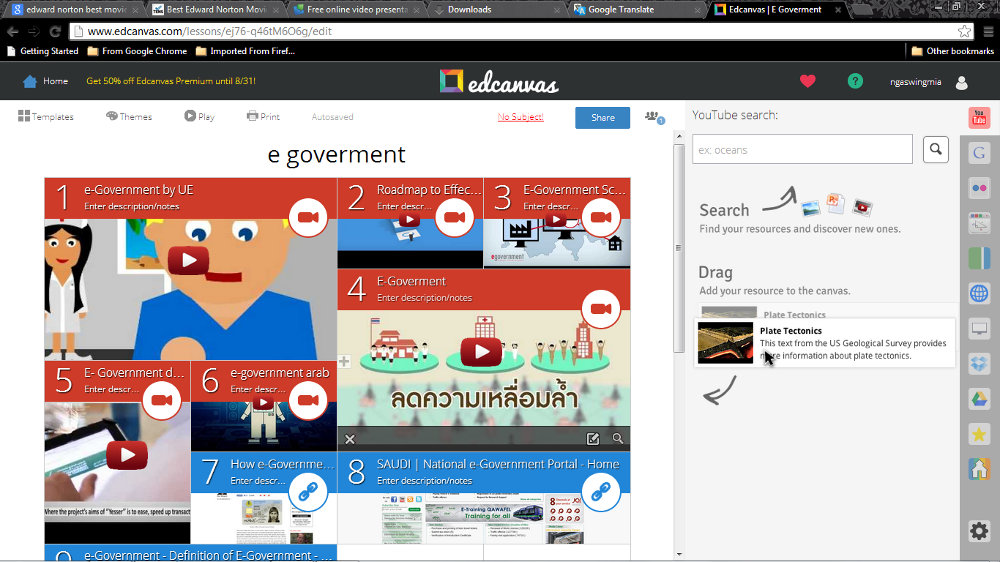 edward norton best movie
Best Edward Norton Movi
Free online video presenta
Downloads
Google Translate
Edcanvas | E Goverment
www.edcanvas.com/lessons/ej76-q46tM6O6g/edit
Getting Started
From Google Chrome
Imported From Firef...
Other bookmarks
Home
Get 50% off Edcanvas Premium until 8/31!
edcanvas
ngaswingmia
Templates
Themes
Play
Print
Autosaved
No Subject!
Share
1
e goverment
1 e-Government by UE
Enter description/notes
2 Roadmap to Effec...
Enter descr...
3 E-Government Sc...
Enter descr...
egovernment
4 E-Goverment
Enter description/notes
ลดความเหลื่อมล้ำ
5 E- Government d...
Enter descr...
Where the project's aims of "Yesser" is to ease, speed up transact
6 e-government arab
Enter descr...
7 How e-Governme...
Enter descr...
8 SAUDI | National e-Government Portal - Home
Enter description/notes
E-Training QAWAFEL
Training for all
9 e-Government - Definition of E-Government - ...
YouTube search:
ex: oceans
Search
Find your resources and discover new ones.
Drag
Add your resource to the canvas.
Plate Tectonics
Plate Tectonics
This text from the US Geological Survey provides
more information about plate tectonics.
You
Tube
G